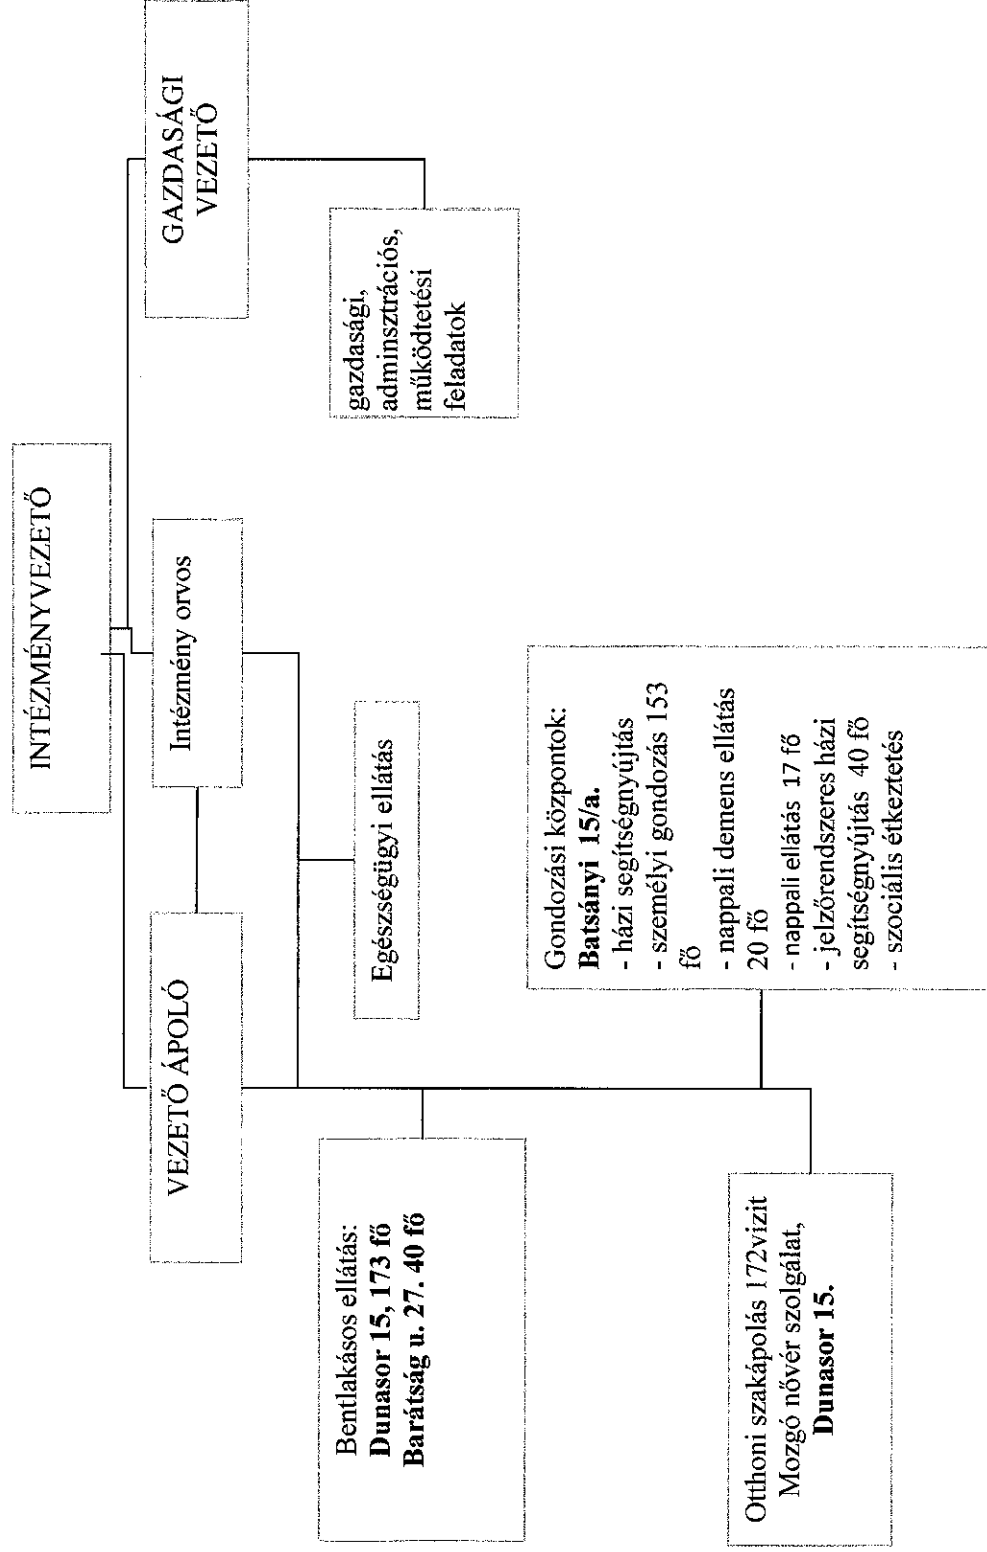 INTÉZMÉNYVEZETŐ
VEZETŐ ÁPOLÓ
Intézmény orvos
GAZDASÁGI
VEZETŐ
Egészségügyi ellátás
gazdasági,
adminsztrációs,
működtetési
feladatok
Bentlakásos ellátás:
Dunasor 15, 173 fő
Barátság u. 27. 40 fő
Gondozási központok:
Batsányi 15/a.
- házi segítségnyújtás
- személyi gondozás 153
fő
- nappali demens ellátás
20 fő
- nappali ellátás 17 fő
- jelzőrendszeres házi
segítségnyújtás 40 fő
- szociális étkeztetés
Otthoni szakápolás 172vizit
Mozgó nővér szolgálat,
Dunasor 15.